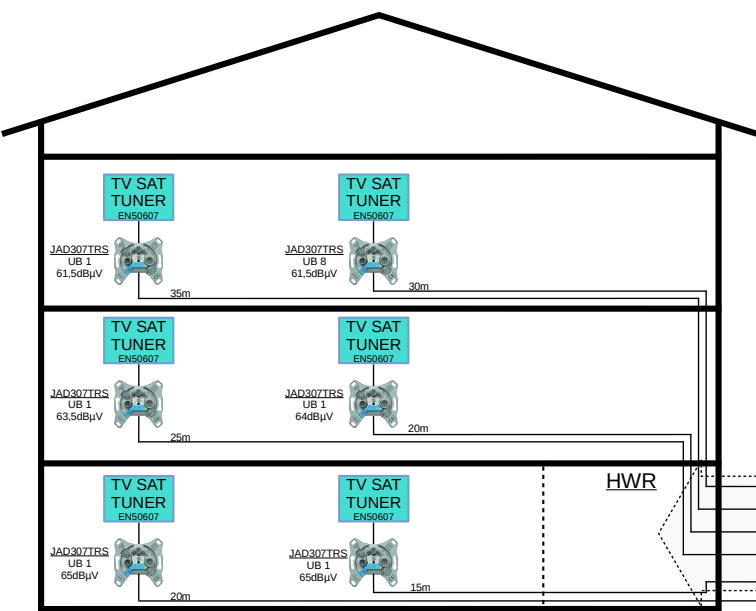 TV SAT
TUNER
EN50607
TV SAT
TUNER
EN50607
JAD307TRS
UB 1
61,5dBµV
JAD307TRS
UB 8
61,5dBµV
35m
30m
TV SAT
TUNER
EN50607
TV SAT
TUNER
EN50607
JAD307TRS
UB 1
63,5dBµV
JAD307TRS
UB 1
64dBµV
25m
20m
HWR
TV SAT
TUNER
EN50607
TV SAT
TUNER
EN50607
JAD307TRS
UB 1
65dBµV
JAD307TRS
UB 1
65dBµV
20m
15m